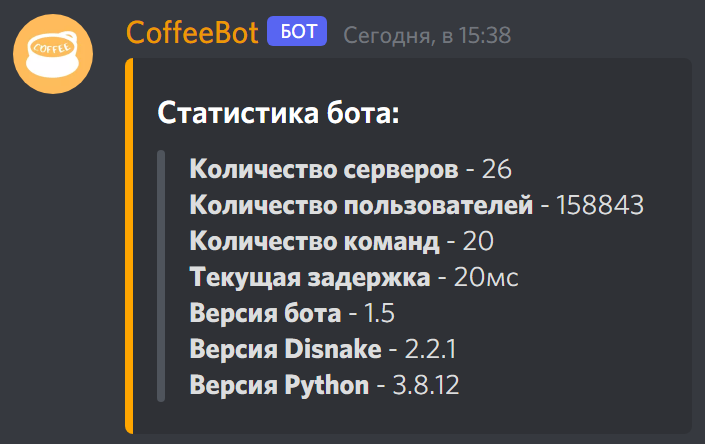 COFFEE
CoffeeBot БОТ Сегодня, в 15:38
Статистика бота:
Количество серверов - 26
Количество пользователей - 158843
Количество команд - 20
Текущая задержка - 20мс
Версия бота - 1.5
Версия Disnake - 2.2.1
Версия Python - 3.8.12